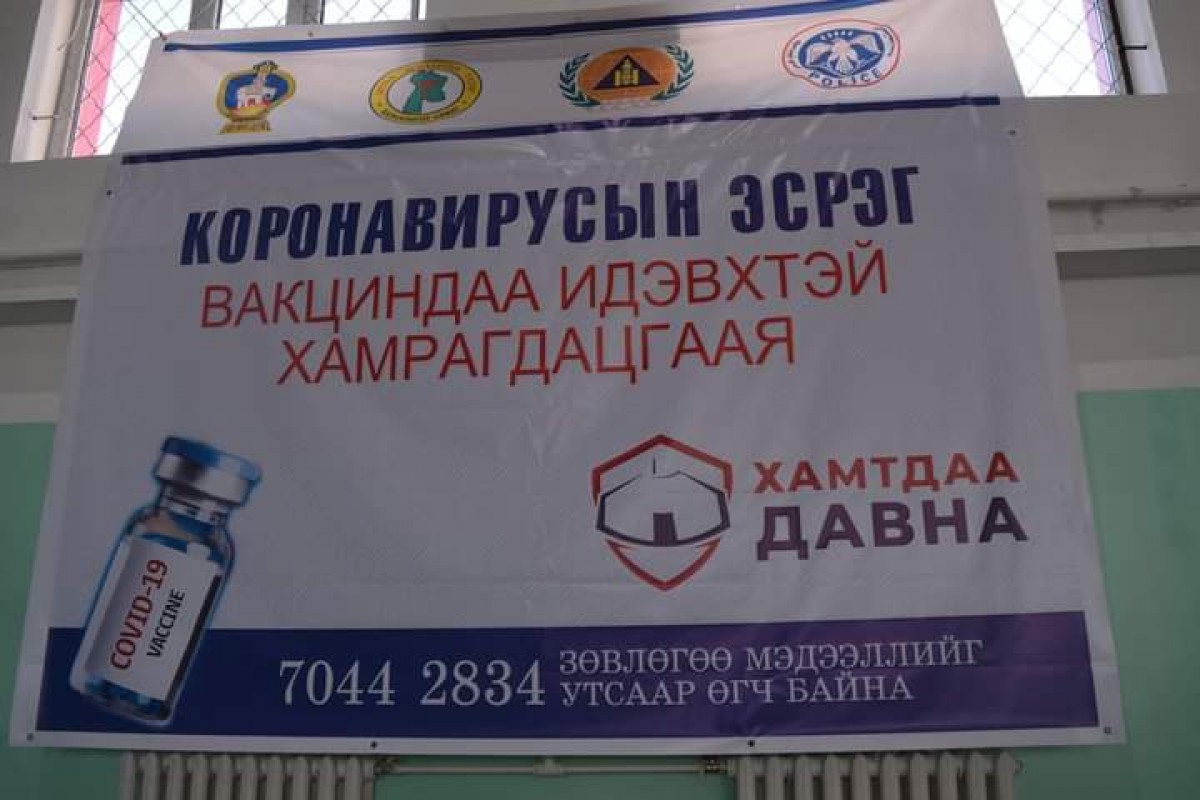 POLICE
КОРОНАВИРУСЫН ЭСРЭГ
ВАКЦИНДАА ИДЭВХТЭЙ
ХАМРАГДАЦГААЯ
ХАМТДАА
ДАВНА
COVID-19
VACCINE
7044 2834
ЗӨВЛӨГӨӨ МЭДЭЭЛЛИЙГ
УТСААР ӨГЧ БАЙНА